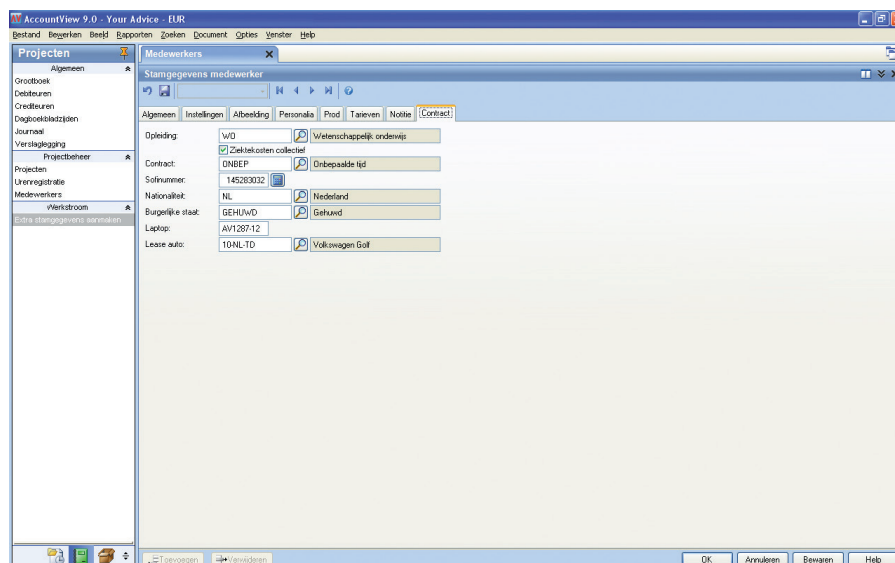 AccountView 9.0 - Your Advice - EUR
Bestand Bewerken Beeld Rapporten Zoeken Document Opties Venster Help
Projecten
Algemeen
Grootboek
Debiteuren
Crediteuren
Dagboekbladzijden
Journaal
Verslaglegging
Projectbeheer
Projecten
Urenregistratie
Medewerkers
Werkstroom
Extra stamgegevens aanmaken
Medewerkers
Stamgegevens medewerker
Algemeen Instellingen Afbeelding Personalia Prod Tarieven Notitie Contract
Opleiding: WO Wetenschappelijk onderwijs
Ziektekosten collectief
Contract: ONBEP Onbepaalde tijd
Sofinummer: 145283032
Nationaliteit: NL Nederland
Burgerlijke staat: GEHUWD Gehuwd
Laptop: AV1287-12
Lease auto: 10-NL-TD Volkswagen Golf
Toevoegen Verwijderen OK Annuleren Bewaren Help